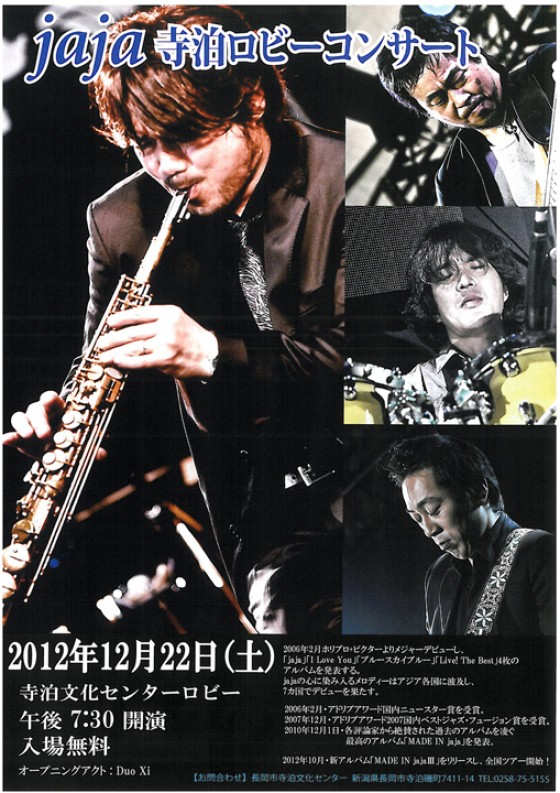 jaja 寺泊ロビーコンサート
2012年12月22日(土)
寺泊文化センターロビー
午後 7:30 開演
入場無料
オープニングアクト：Duo Xi
2006年2月ホリプロ+ビクターよりメジャーデビューし、
「jaja」「I Love You」「ブルースカイブルー」「Live! The Best」4枚の
アルバムを発表する。
jajaの心に染み入るメロディーはアジア各国に波及し、
7カ国でデビューを果たす。
2006年2月・アドリブアワード国内ニュースター賞を受賞。
2007年12月・アドリブアワード2007国内ベストジャズ・フュージョン賞を受賞。
2010年12月1日・各評論家から絶賛された過去のアルバムを凌ぐ
最高のアルバム「MADE IN jaja」を発表。
2012年10月・新アルバム「MADE IN jajaⅢ」をリリースし、全国ツアー開始！
【お問合わせ】長岡市寺泊文化センター 新潟県長岡市寺泊磯町7411-14 TEL:0258-75-5155